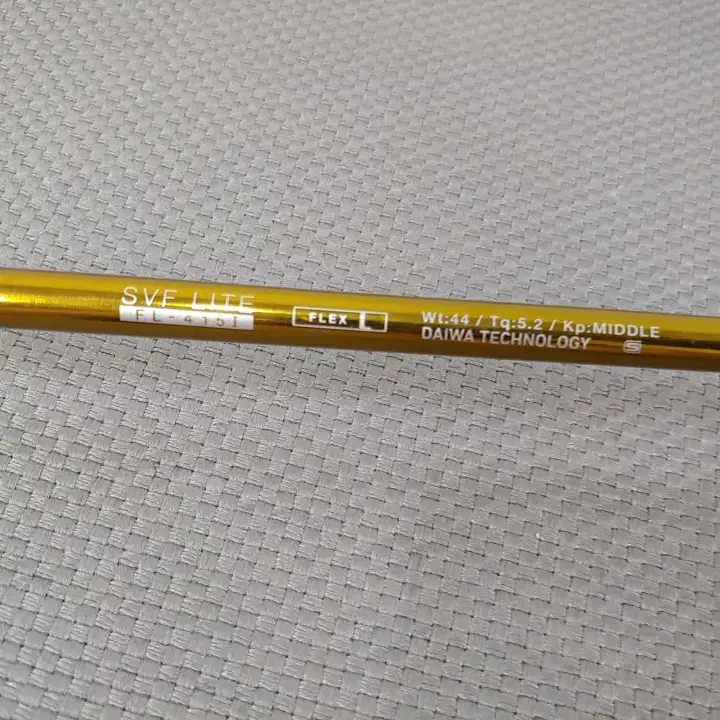 SVF LITE
FL-415I
FLEX L
Wt:44 / Tq:5.2 / Kp:MIDDLE
DAIWA TECHNOLOGY